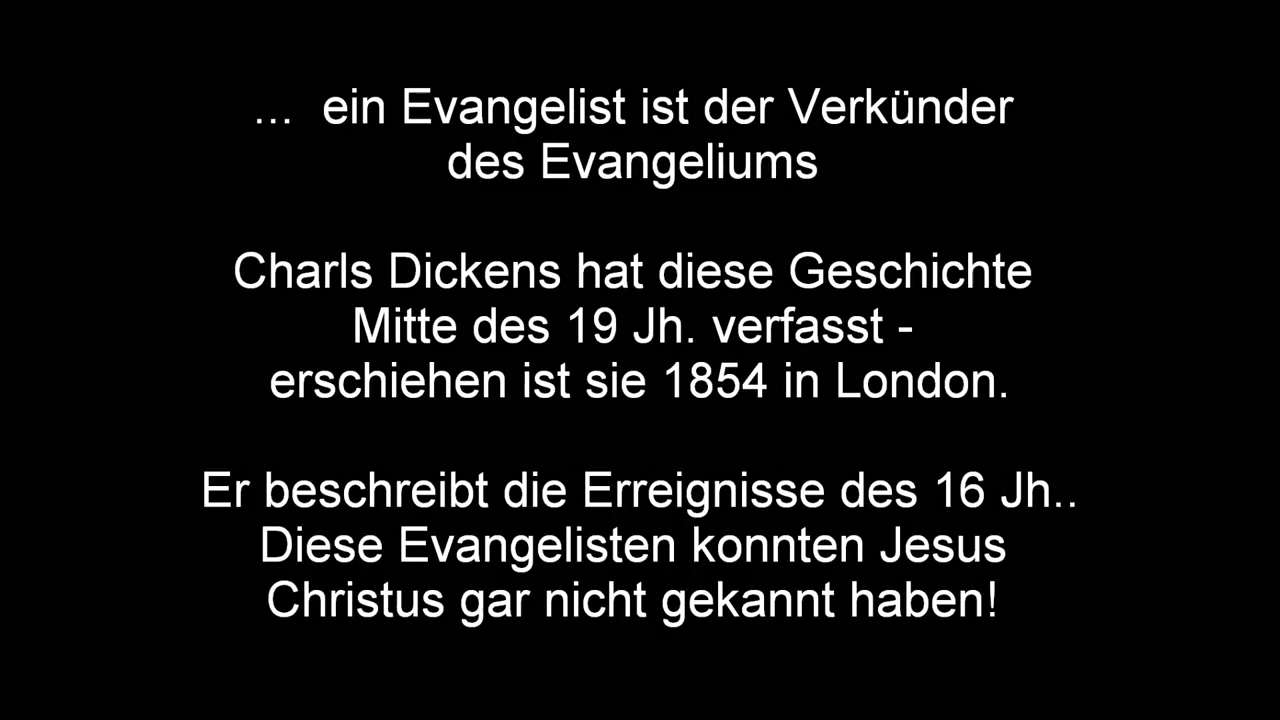 ... ein Evangelist ist der Verkünder
des Evangeliums
Charls Dickens hat diese Geschichte
Mitte des 19 Jh. verfasst -
erschiehen ist sie 1854 in London.
Er beschreibt die Erreignisse des 16 Jh..
Diese Evangelisten konnten Jesus
Christus gar nicht gekannt haben!